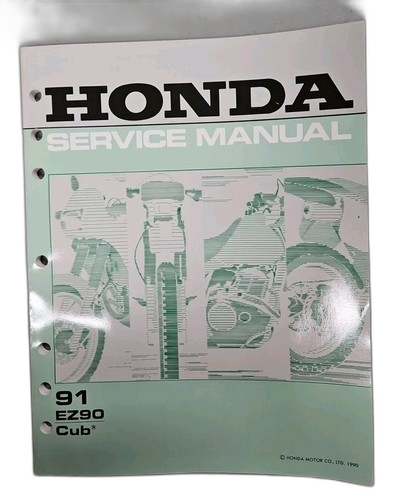 HONDA
SERVICE MANUAL
91
EZ90
Cub*
© HONDA MOTOR CO., LTD. 1990